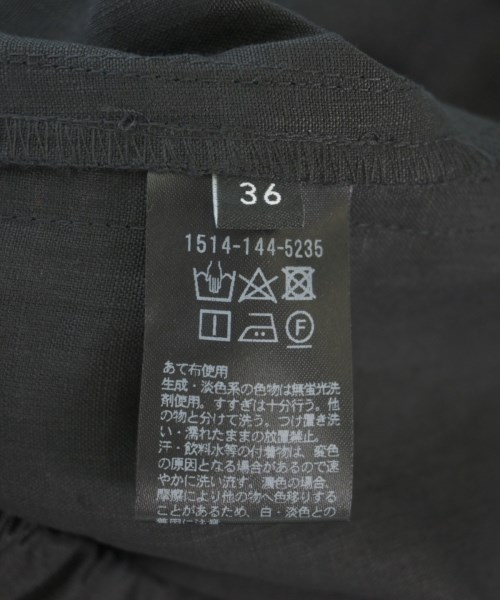 36
1514-144-5235
F
あて布使用
生成・淡色系の色物は無蛍光洗
剤使用。すすぎは十分行う。他
の物と分けて洗う。つけ置き洗
い・濡れたままの放置禁止。
汗・飲料水等の付着物は、変色
の原因となる場合があるので速
やかに洗い流す。濃色の場合、
摩擦により他の物へ色移りする
ことがあるため、白・淡色との
着用に注意